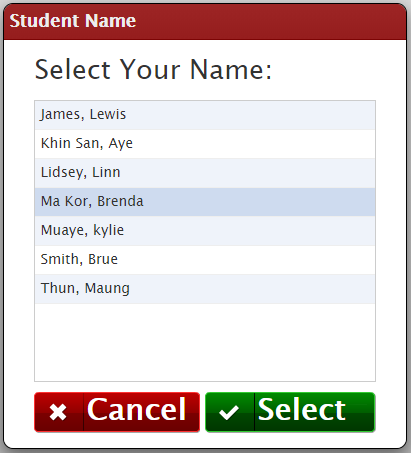 Student Name
Select Your Name:
James, Lewis
Khin San, Aye
Lidsey, Linn
Ma Kor, Brenda
Muaye, kylie
Smith, Brue
Thun, Maung
Cancel
Select